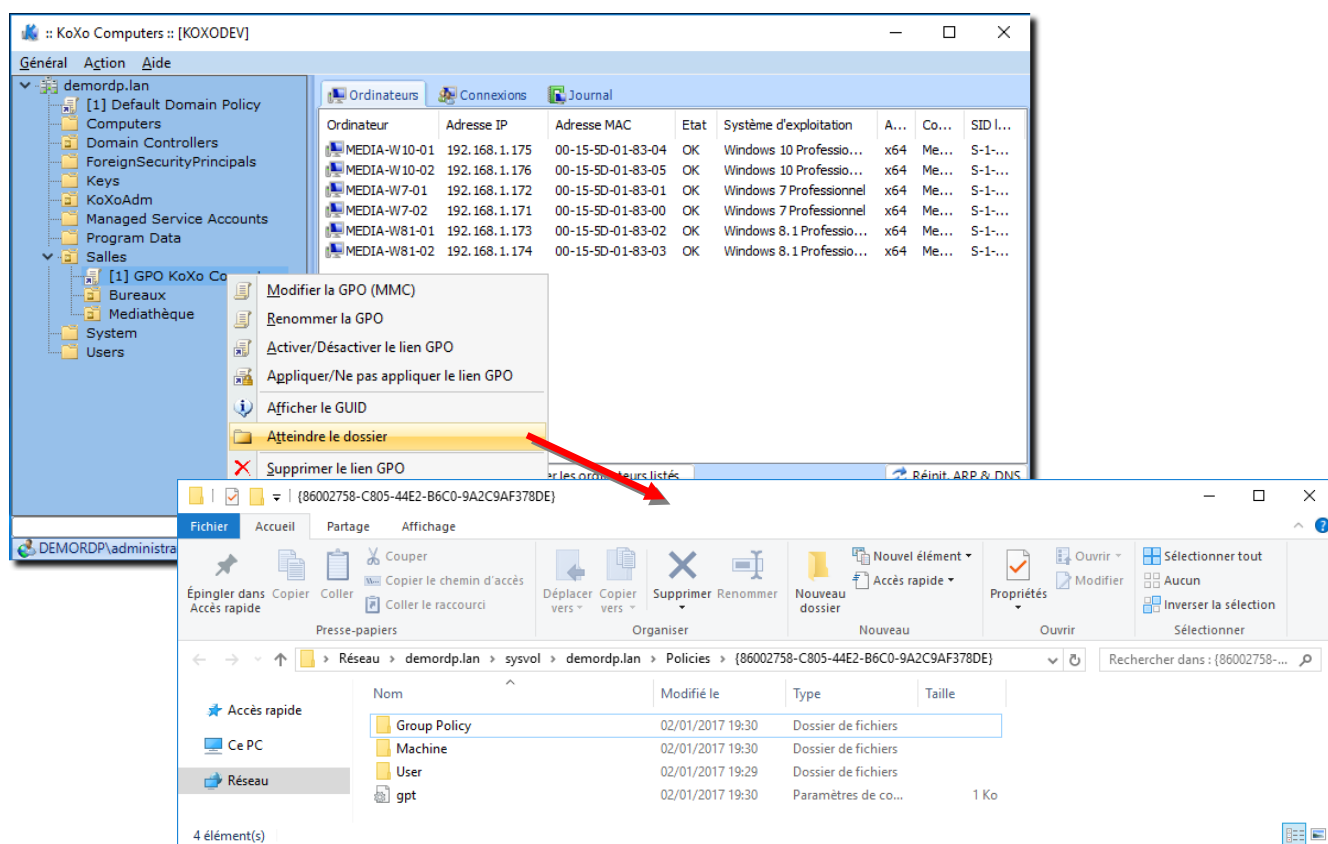 :: KoXo Computers :: [KOXODEV]
Général Action Aide
demordp.lan
[1] Default Domain Policy
Computers
Domain Controllers
ForeignSecurityPrincipals
Keys
KoXoAdm
Managed Service Accounts
Program Data
Salles
[1] GPO KoXo
Bureaux
Mediathèque
System
Users
Ordinateurs Connexions Journal
Ordinateur Adresse IP Adresse MAC Etat Système d'exploitation A... Co... SID l...
MEDIA-W10-01 192.168.1.175 00-15-5D-01-83-04 OK Windows 10 Professio... x64 Me... S-1-...
MEDIA-W10-02 192.168.1.176 00-15-5D-01-83-05 OK Windows 10 Professio... x64 Me... S-1-...
MEDIA-W7-01 192.168.1.172 00-15-5D-01-83-01 OK Windows 7 Professionnel x64 Me... S-1-...
MEDIA-W7-02 192.168.1.171 00-15-5D-01-83-00 OK Windows 7 Professionnel x64 Me... S-1-...
MEDIA-W81-01 192.168.1.173 00-15-5D-01-83-02 OK Windows 8.1 Professio... x64 Me... S-1-...
MEDIA-W81-02 192.168.1.174 00-15-5D-01-83-03 OK Windows 8.1 Professio... x64 Me... S-1-...
Modifier la GPO (MMC)
Renommer la GPO
Activer/Désactiver le lien GPO
Appliquer/Ne pas appliquer le lien GPO
Afficher le GUID
Atteindre le dossier
Supprimer le lien GPO
les ordinateurs listés Réinit. ARP & DNS
DEMORDP\administra
{86002758-C805-44E2-B6C0-9A2C9AF378DE}
Fichier Accueil Partage Affichage
Épingler dans Accès rapide
Copier
Coller
Couper
Copier le chemin d'accès
Coller le raccourci
Presse-papiers
Déplacer vers
Copier vers
Supprimer
Renommer
Organiser
Nouveau dossier
Nouvel élément
Accès rapide
Nouveau
Propriétés
Ouvrir
Modifier
Ouvrir
Sélectionner tout
Aucun
Inverser la sélection
Sélectionner
Réseau > demordp.lan > sysvol > demordp.lan > Policies > {86002758-C805-44E2-B6C0-9A2C9AF378DE}
Rechercher dans : {86002758-...
Accès rapide
Ce PC
Réseau
Nom Modifié le Type Taille
Group Policy 02/01/2017 19:30 Dossier de fichiers
Machine 02/01/2017 19:30 Dossier de fichiers
User 02/01/2017 19:29 Dossier de fichiers
gpt 02/01/2017 19:30 Paramètres de co... 1 Ko
4 élément(s)